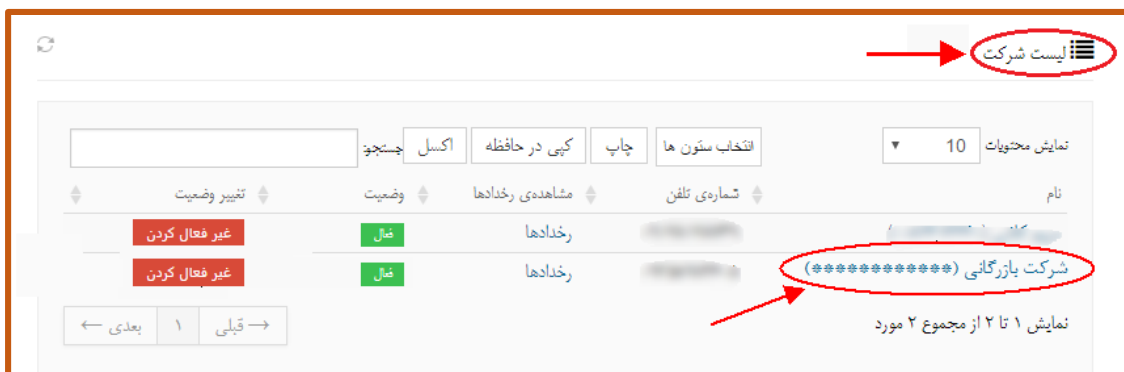 لیست شرکت
نمایش محتویات 10 انتخاب ستون ها چاپ کپی در حافظه اکسل جستجو:
نام شماره‌ی تلفن مشاهده‌ی رخدادها وضعیت تغییر وضعیت
رخدادها فعال غیر فعال کردن
شرکت بازرگانی (************) رخدادها فعال غیر فعال کردن
نمایش ۱ تا ۲ از مجموع ۲ مورد → قبلی ۱ بعدی ←